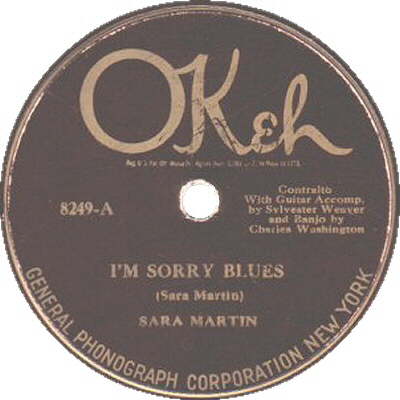 OKeh
8249-A
Contralto
With Guitar Accomp.
by Sylvester Weaver
and Banjo by
Charles Washington
I'M SORRY BLUES
(Sara Martin)
SARA MARTIN
GENERAL PHONOGRAPH CORPORATION NEW YORK